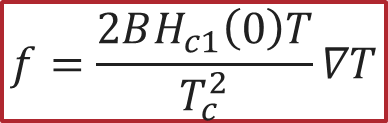 f = \frac{2BH_{c1}(0)T}{T_c^2} \nabla T